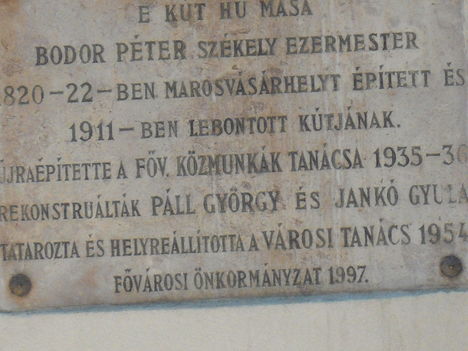 E KÚT HŰ MÁSA
BODOR PÉTER SZÉKELY EZERMESTER
1820-22-BEN MAROSVÁSÁRHELYT ÉPÍTETT ÉS
1911-BEN LEBONTOTT KÚTJÁNAK.
ÚJRAÉPÍTETTE A FŐV. KÖZMUNKÁK TANÁCSA 1935-36
REKONSTRUÁLTÁK PÁLL GYÖRGY ÉS JANKÓ GYULA
TATAROZTA ÉS HELYREÁLLÍTOTTA A VÁROSI TANÁCS 1954
FŐVÁROSI ÖNKORMÁNYZAT 1997.